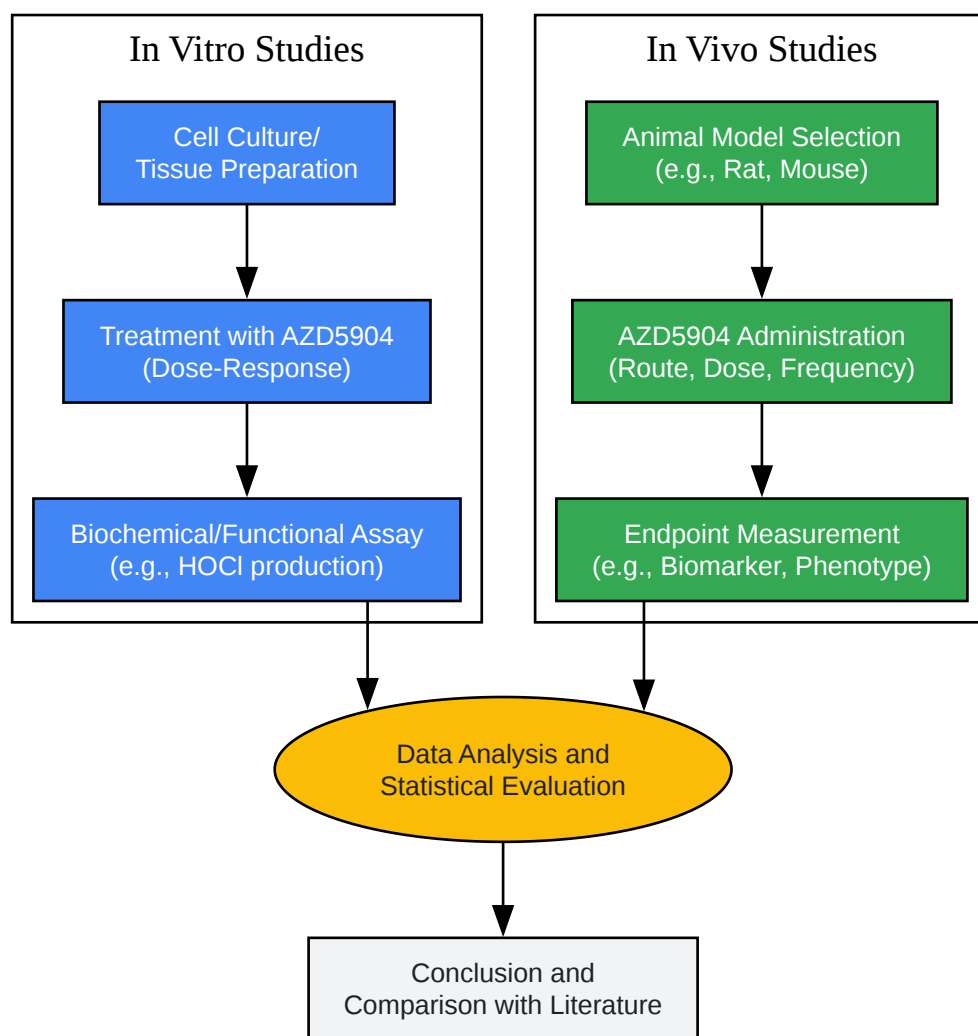 In Vitro Studies
Cell Culture/
Tissue Preparation
Treatment with AZD5904
(Dose-Response)
Biochemical/Functional Assay
(e.g., HOCl production)
In Vivo Studies
Animal Model Selection
(e.g., Rat, Mouse)
AZD5904 Administration
(Route, Dose, Frequency)
Endpoint Measurement
(e.g., Biomarker, Phenotype)
Data Analysis and
Statistical Evaluation
Conclusion and
Comparison with Literature